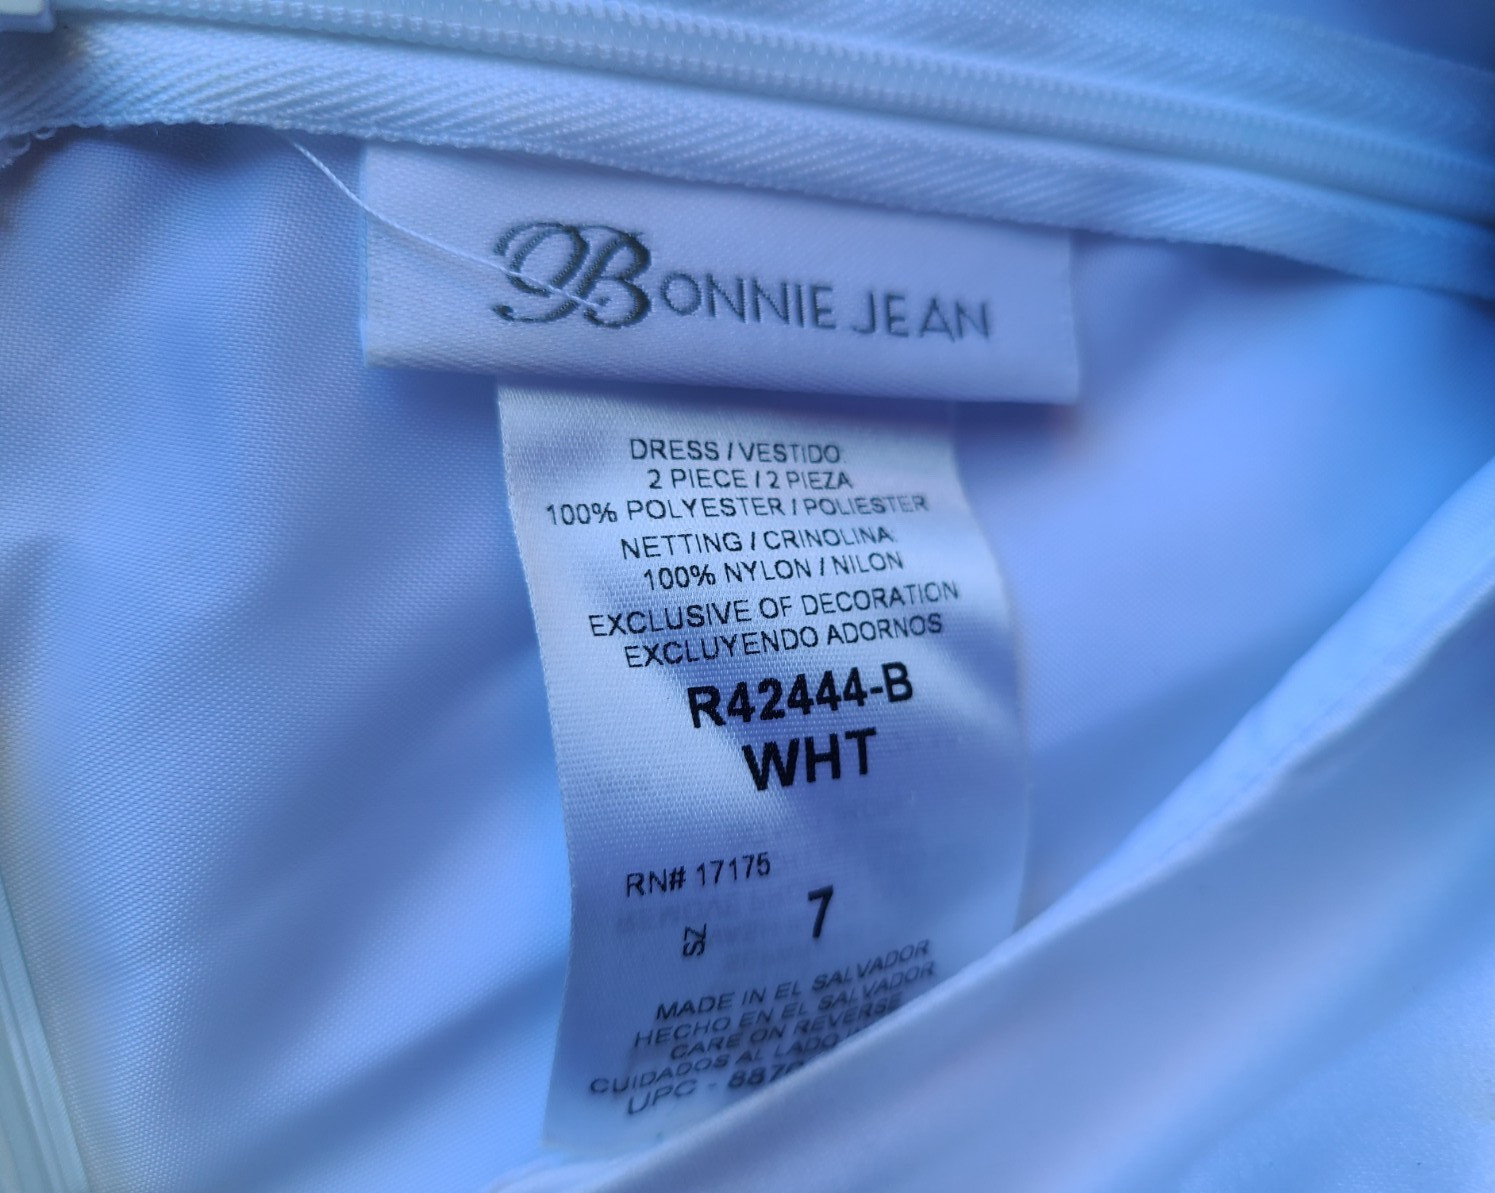 BONNIE JEAN
DRESS / VESTIDO:
2 PIECE / 2 PIEZA
100% POLYESTER / POLIESTER
NETTING / CRINOLINA:
100% NYLON / NILON
EXCLUSIVE OF DECORATION
EXCLUYENDO ADORNOS
R42444-B
WHT
RN# 17175
SZ 7
MADE IN EL SALVADOR
HECHO EN EL SALVADOR
CARE ON REVERSE
CUIDADOS AL LADO
UPC -